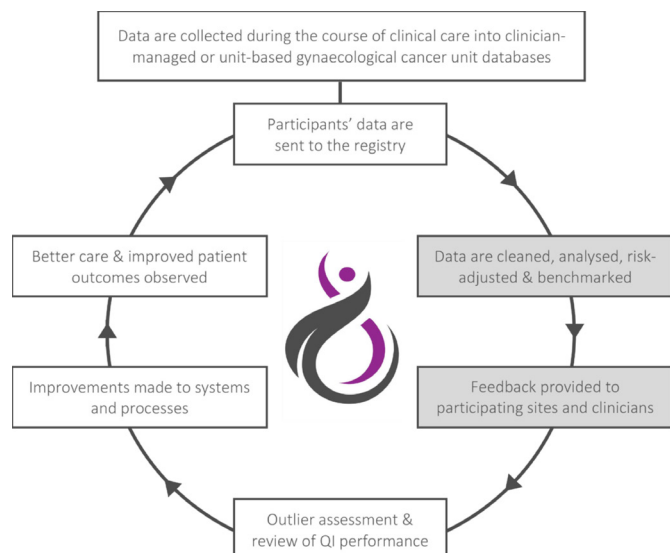 Data are collected during the course of clinical care into clinician-
managed or unit-based gynaecological cancer unit databases
Participants’ data are
sent to the registry
Better care & improved patient
outcomes observed
Data are cleaned, analysed, risk-
adjusted & benchmarked
Improvements made to systems
and processes
Feedback provided to
participating sites and clinicians
Outlier assessment &
review of QI performance